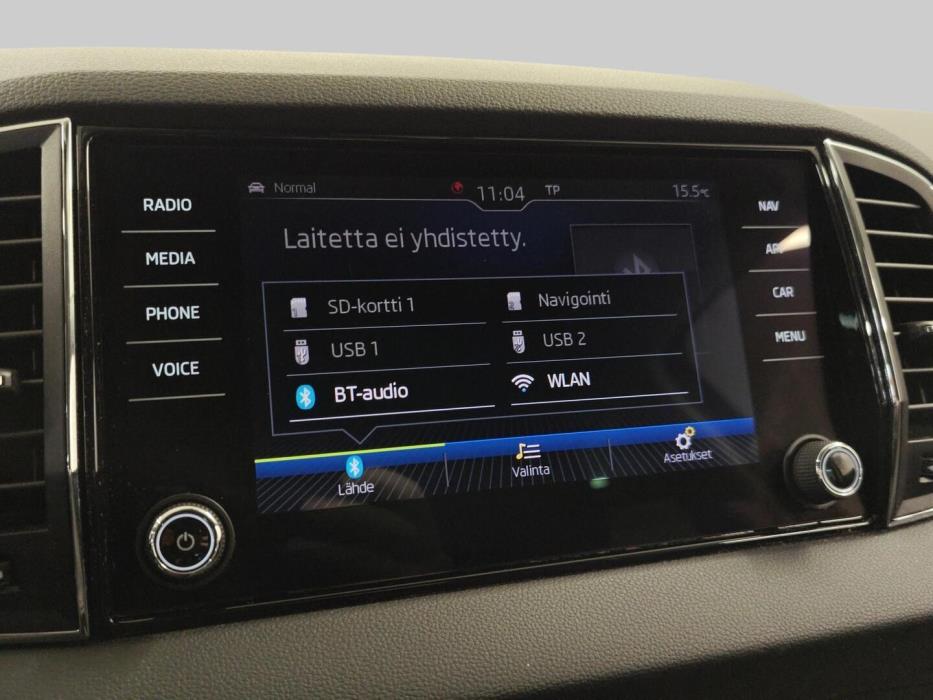 Normal 11:04 TP 15.5°C
RADIO
MEDIA
PHONE
VOICE
Laitetta ei yhdistetty.
SD-kortti 1
Navigointi
USB 1
USB 2
BT-audio
WLAN
Lähde
Valinta
Asetukset
NAV
CAR
MENU